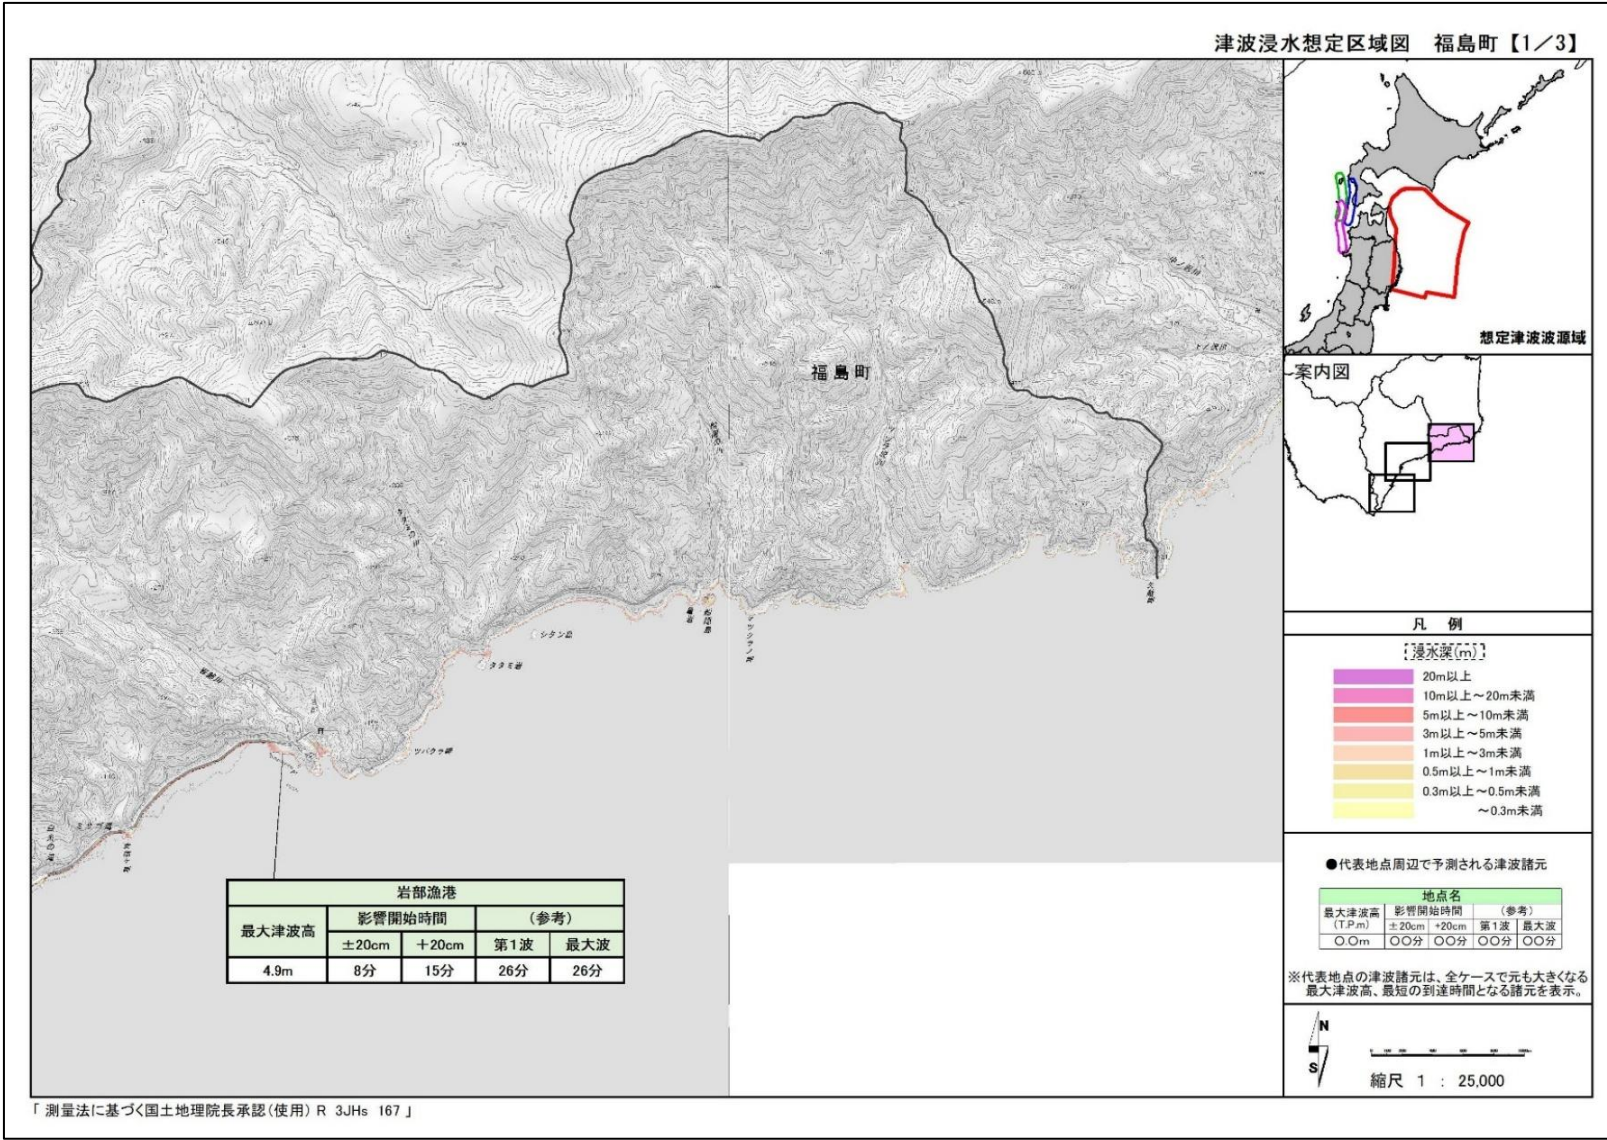 津波浸水想定区域図　福島町【1／3】
想定津波波源域
案内図
福島町
シタン島
タタミ岩
ツバクラ岬
ミサゴ滝
白糸の滝
凡　例
浸水深(m)
20m以上
10m以上～20m未満
5m以上～10m未満
3m以上～5m未満
1m以上～3m未満
0.5m以上～1m未満
0.3m以上～0.5m未満
～0.3m未満
●代表地点周辺で予測される津波諸元
地点名
最大津波高 影響開始時間 (参考)
(T.P.m) ±20cm +20cm 第1波 最大波
○.○m ○○分 ○○分 ○○分 ○○分
※代表地点の津波諸元は、全ケースで元も大きくなる
最大津波高、最短の到達時間となる諸元を表示。
岩部漁港
最大津波高 影響開始時間 (参考)
±20cm ＋20cm 第1波 最大波
4.9m 8分 15分 26分 26分
N
S
縮尺 1 : 25,000
「 測量法に基づく国土地理院長承認(使用) R 3JHs 167 」